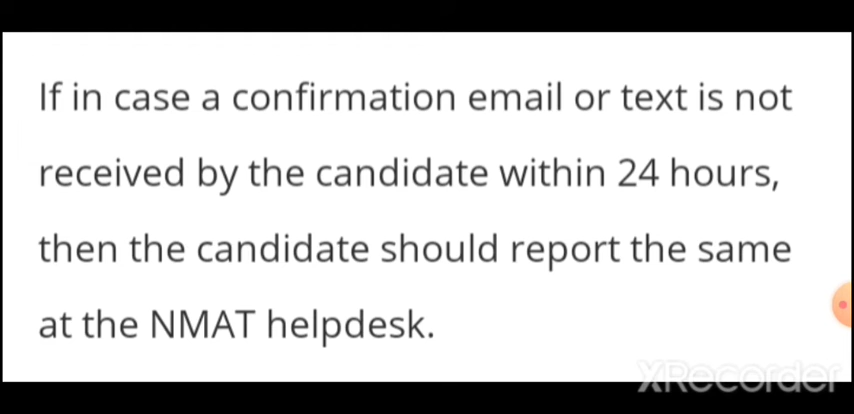 If in case a confirmation email or text is not
received by the candidate within 24 hours,
then the candidate should report the same
at the NMAT helpdesk.
XRecorder